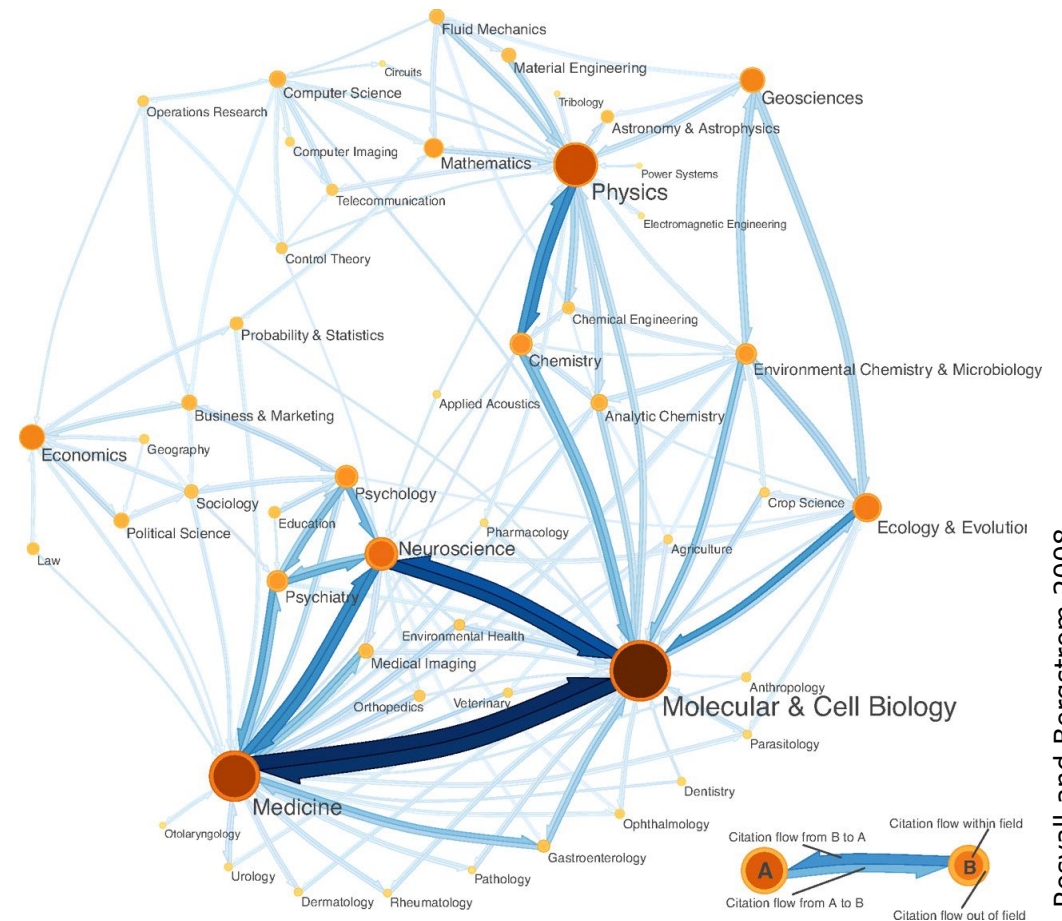 Fluid Mechanics
Circuits
Material Engineering
Computer Science
Geosciences
Operations Research
Tribology
Astronomy & Astrophysics
Computer Imaging
Mathematics
Physics
Power Systems
Telecommunication
Electromagnetic Engineering
Control Theory
Chemical Engineering
Probability & Statistics
Chemistry
Environmental Chemistry & Microbiology
Applied Acoustics
Business & Marketing
Analytic Chemistry
Geography
Economics
Psychology
Sociology
Crop Science
Education
Political Science
Pharmacology
Ecology & Evolution
Neuroscience
Agriculture
Law
Psychiatry
Environmental Health
Medical Imaging
Anthropology
Orthopedics
Veterinary
Molecular & Cell Biology
Parasitology
Dentistry
Medicine
Ophthalmology
Otolaryngology
Gastroenterology
Urology
Pathology
Dermatology
Rheumatology
Citation flow from B to A
Citation flow within field
A
B
Citation flow from A to B
Citation flow out of field
2008